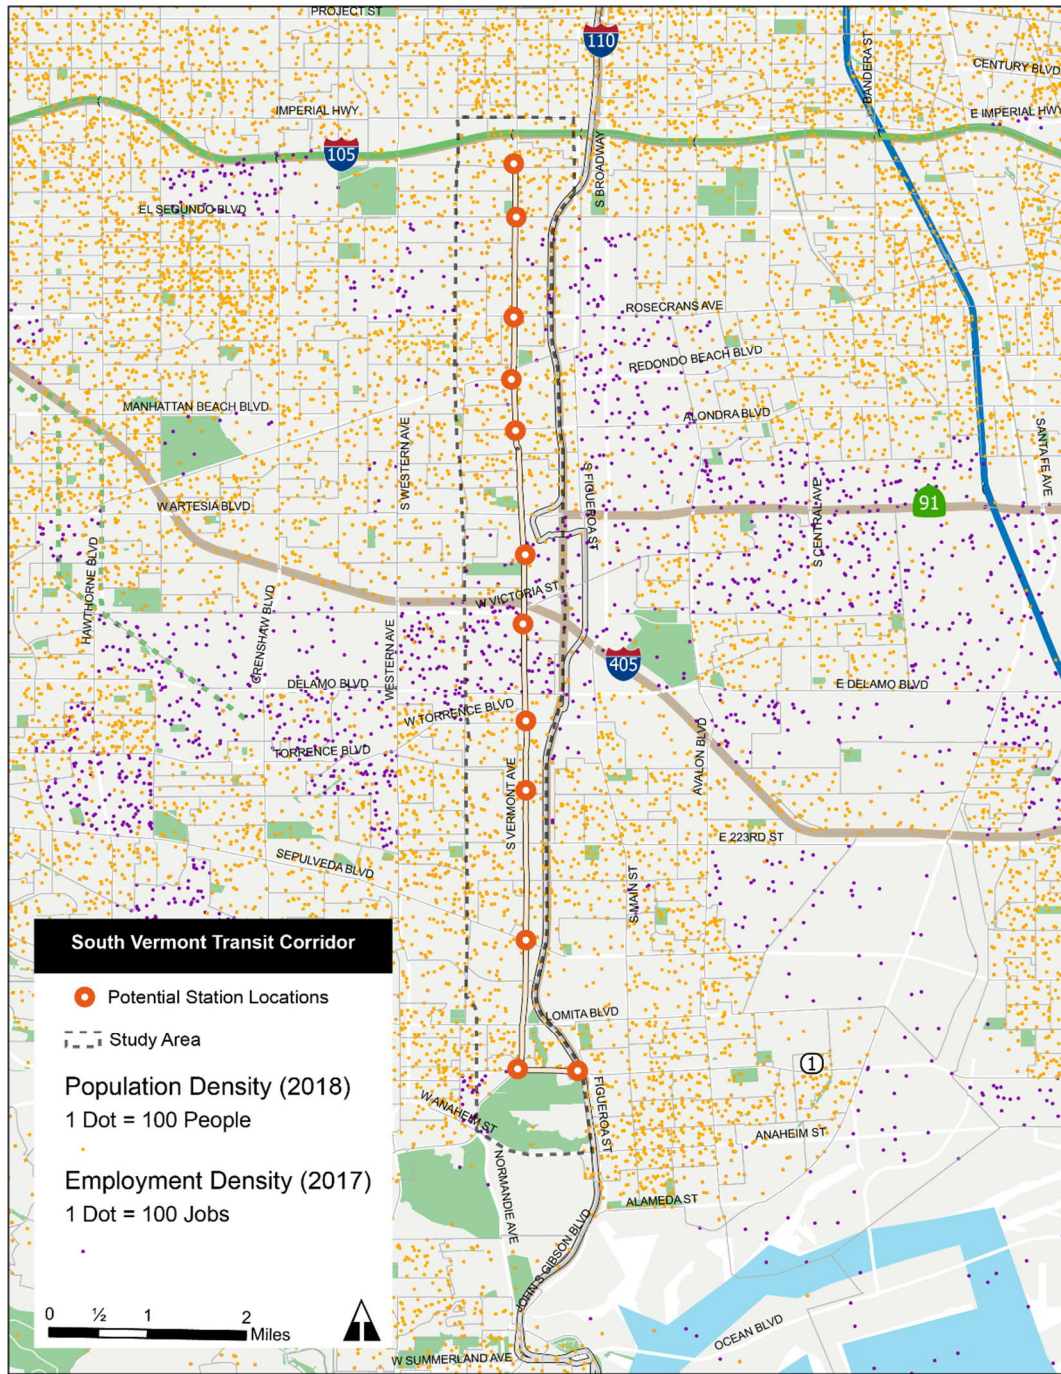 PROJECT ST
110
BANDERA ST
CENTURY BLVD
IMPERIAL HWY
E IMPERIAL HWY
105
S BROADWAY
EL SEGUNDO BLVD
ROSECRANS AVE
REDONDO BEACH BLVD
MANHATTAN BEACH BLVD
ALONDRA BLVD
S WESTERN AVE
SANTA FE AVE
S FIGUEROA ST
S CENTRAL AVE
91
W ARTESIA BLVD
HAWTHORNE BLVD
W VICTORIA ST
CRENSHAW BLVD
WESTERN AVE
405
DELAMO BLVD
E DELAMO BLVD
W TORRENCE BLVD
TORRENCE BLVD
AVALON BLVD
S VERMONT AVE
E 223RD ST
SEPULVEDA BLVD
S MAIN ST
South Vermont Transit Corridor
Potential Station Locations
LOMITA BLVD
Study Area
1
Population Density (2018)
1 Dot = 100 People
W ANAHEIM ST
FIGUEROA ST
ANAHEIM ST
Employment Density (2017)
1 Dot = 100 Jobs
NORMANDIE AVE
ALAMEDA ST
JOHN S GIBSON BLVD
0 ½ 1 2
Miles
OCEAN BLVD
W SUMMERLAND AVE